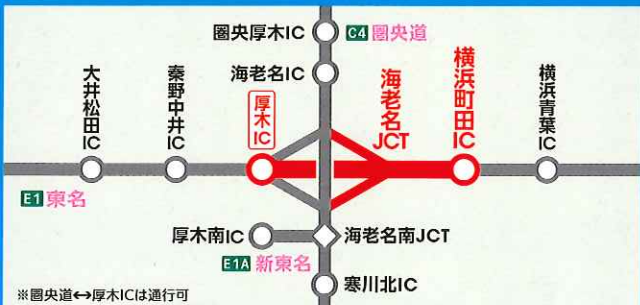 圏央厚木IC
C4 圏央道
海老名IC
大井松田IC
秦野中井IC
厚木IC
海老名JCT
横浜町田IC
横浜青葉IC
E1 東名
厚木南IC
海老名南JCT
E1A 新東名
寒川北IC
※圏央道↔厚木ICは通行可